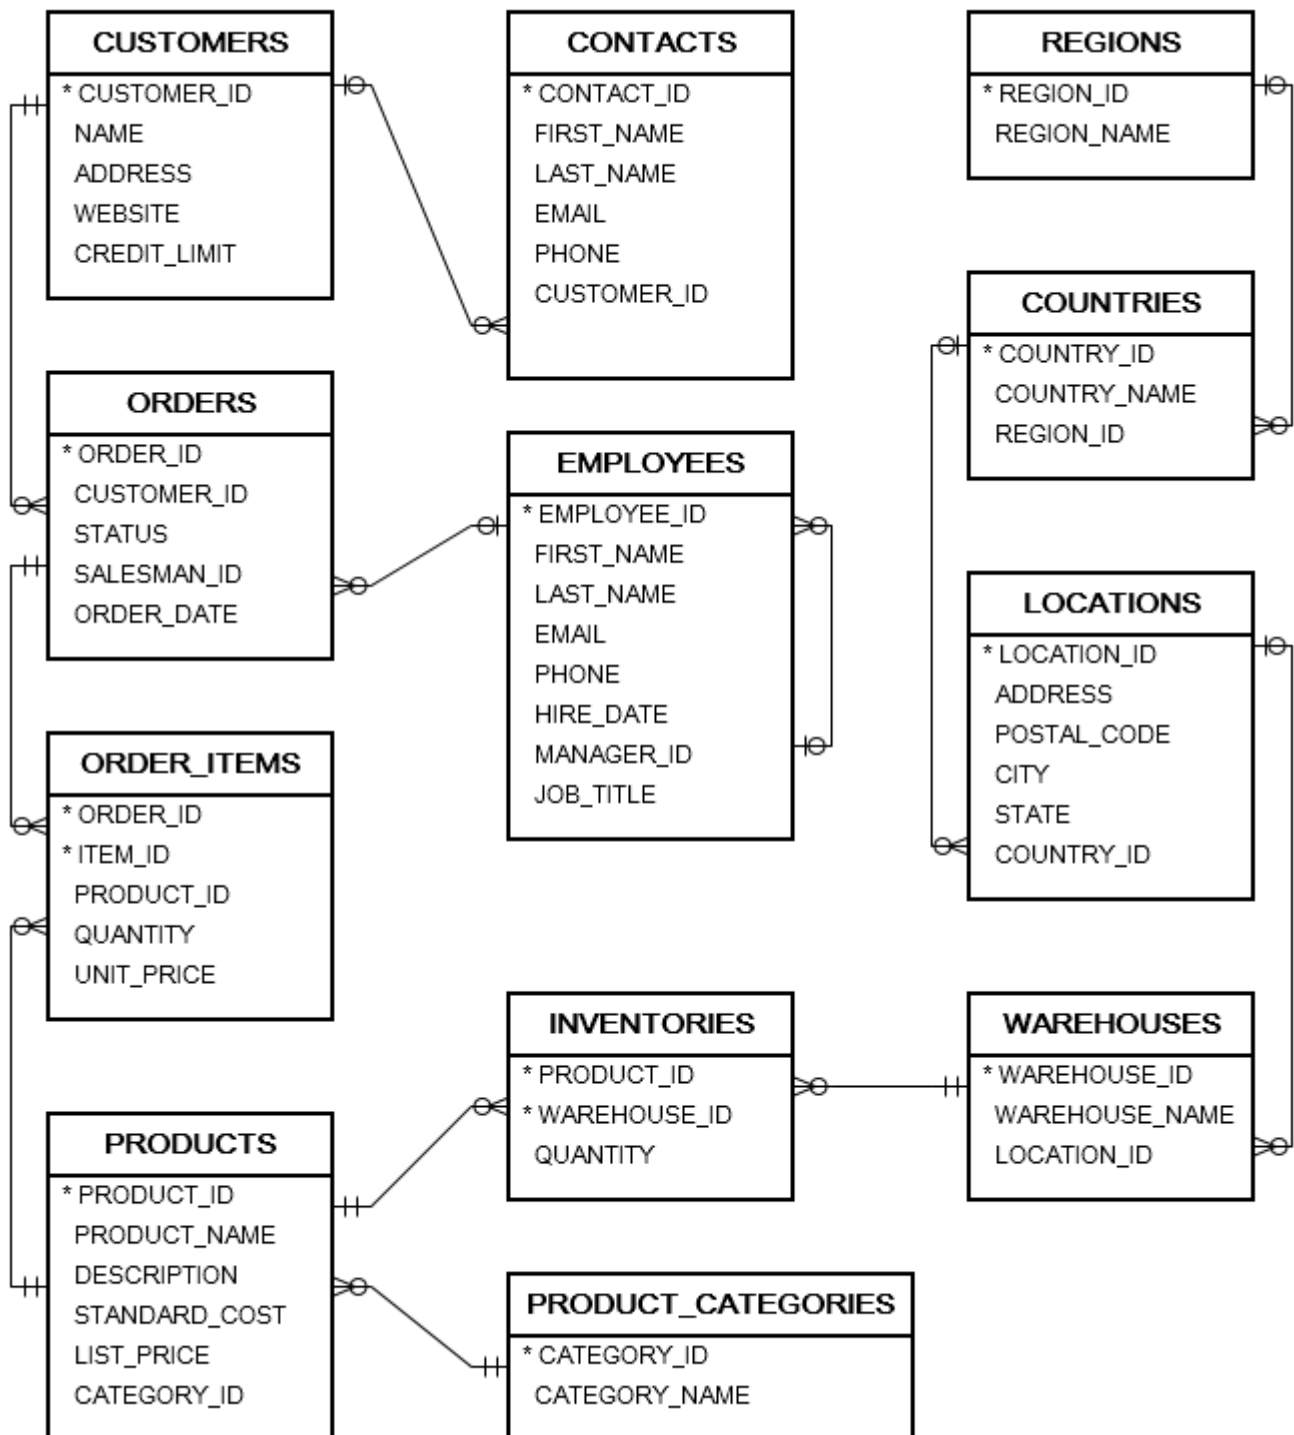 CUSTOMERS
* CUSTOMER_ID
NAME
ADDRESS
WEBSITE
CREDIT_LIMIT
CONTACTS
* CONTACT_ID
FIRST_NAME
LAST_NAME
EMAIL
PHONE
CUSTOMER_ID
REGIONS
* REGION_ID
REGION_NAME
COUNTRIES
* COUNTRY_ID
COUNTRY_NAME
REGION_ID
ORDERS
* ORDER_ID
CUSTOMER_ID
STATUS
SALESMAN_ID
ORDER_DATE
EMPLOYEES
* EMPLOYEE_ID
FIRST_NAME
LAST_NAME
EMAIL
PHONE
HIRE_DATE
MANAGER_ID
JOB_TITLE
LOCATIONS
* LOCATION_ID
ADDRESS
POSTAL_CODE
CITY
STATE
COUNTRY_ID
ORDER_ITEMS
* ORDER_ID
* ITEM_ID
PRODUCT_ID
QUANTITY
UNIT_PRICE
INVENTORIES
* PRODUCT_ID
* WAREHOUSE_ID
QUANTITY
WAREHOUSES
* WAREHOUSE_ID
WAREHOUSE_NAME
LOCATION_ID
PRODUCTS
* PRODUCT_ID
PRODUCT_NAME
DESCRIPTION
STANDARD_COST
LIST_PRICE
CATEGORY_ID
PRODUCT_CATEGORIES
* CATEGORY_ID
CATEGORY_NAME